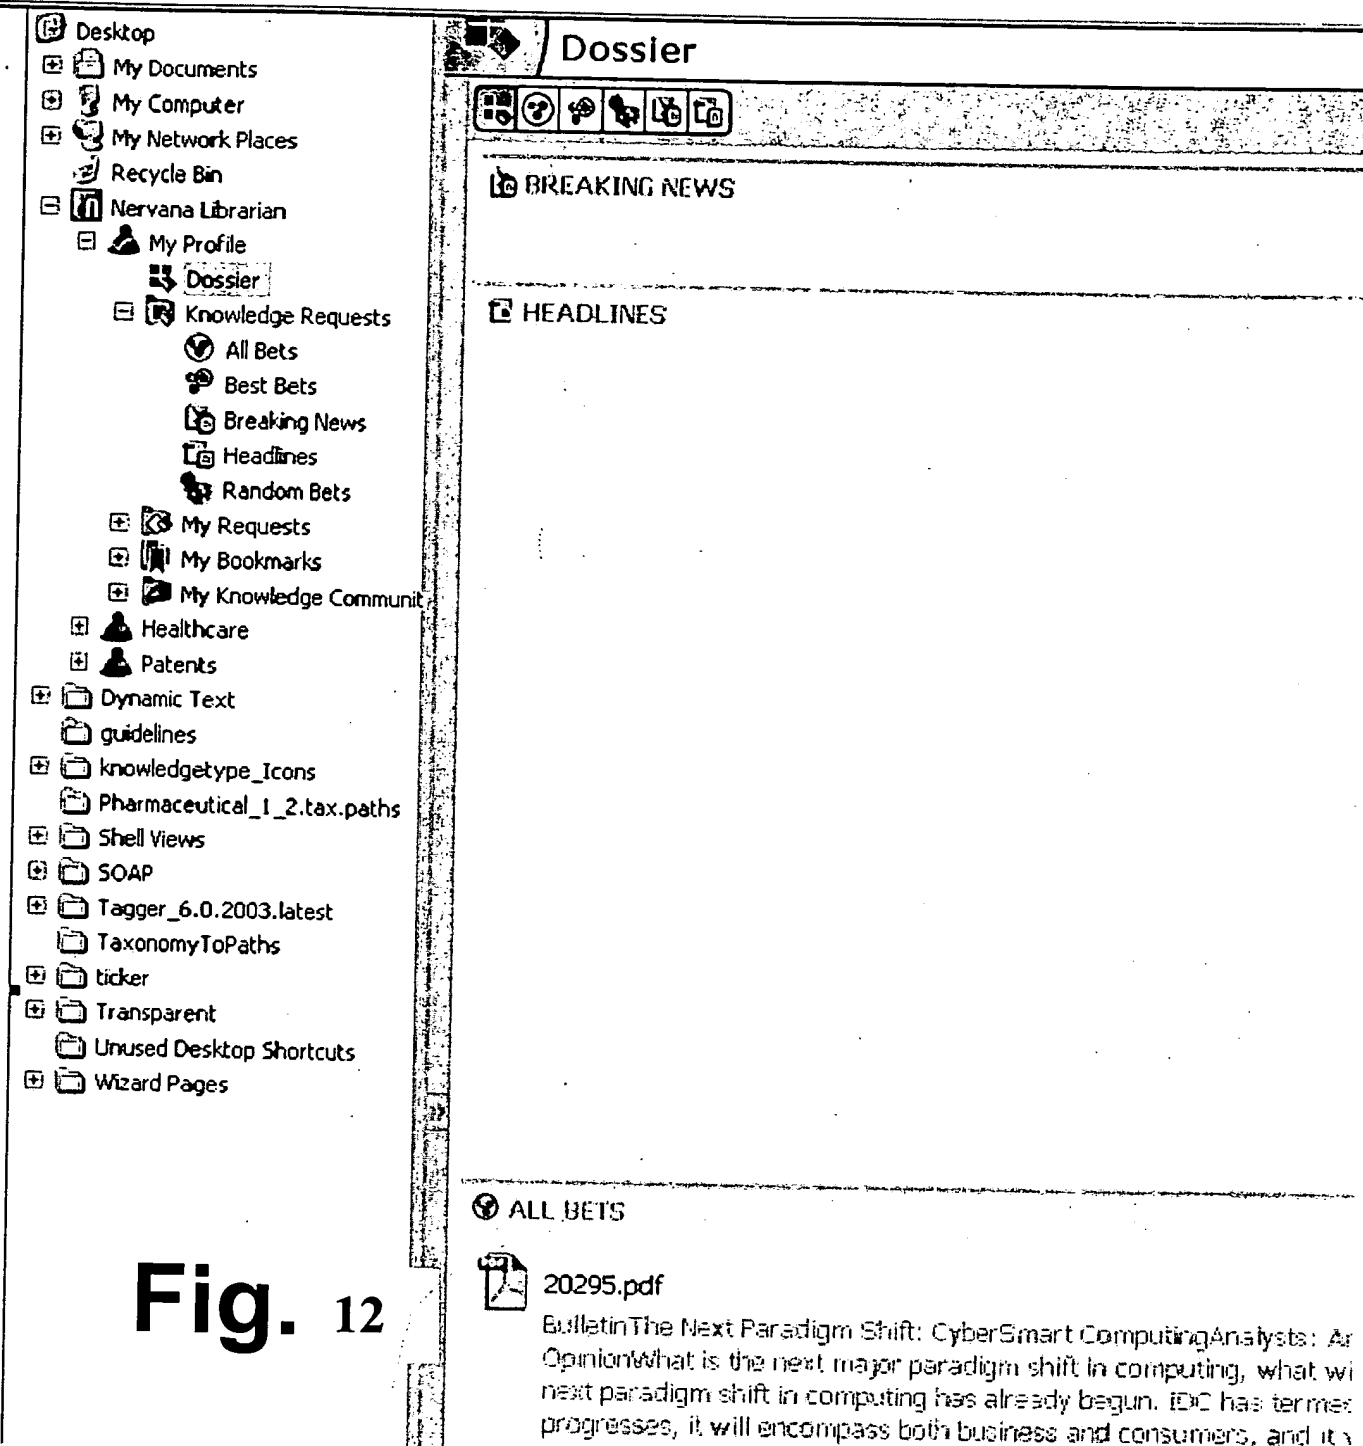 Desktop
My Documents
My Computer
My Network Places
Recycle Bin
Nervana Librarian
My Profile
Dossier
Knowledge Requests
All Bets
Best Bets
Breaking News
Headlines
Random Bets
My Requests
My Bookmarks
My Knowledge Communit
Healthcare
Patents
Dynamic Text
guidelines
knowledgetype_Icons
Pharmaceutical_1_2.tax.paths
Shell Views
SOAP
Tagger_6.0.2003.latest
TaxonomyToPaths
ticker
Transparent
Unused Desktop Shortcuts
Wizard Pages
Fig. 12
Dossier
BREAKING NEWS
HEADLINES
ALL BETS
20295.pdf
BulletinThe Next Paradigm Shift: CyberSmart ComputingAnalysts: Ar
OpinionWhat is the next major paradigm shift in computing, what wi
next paradigm shift in computing has already begun. IDC has termed
progresses, it will encompass both business and consumers, and it